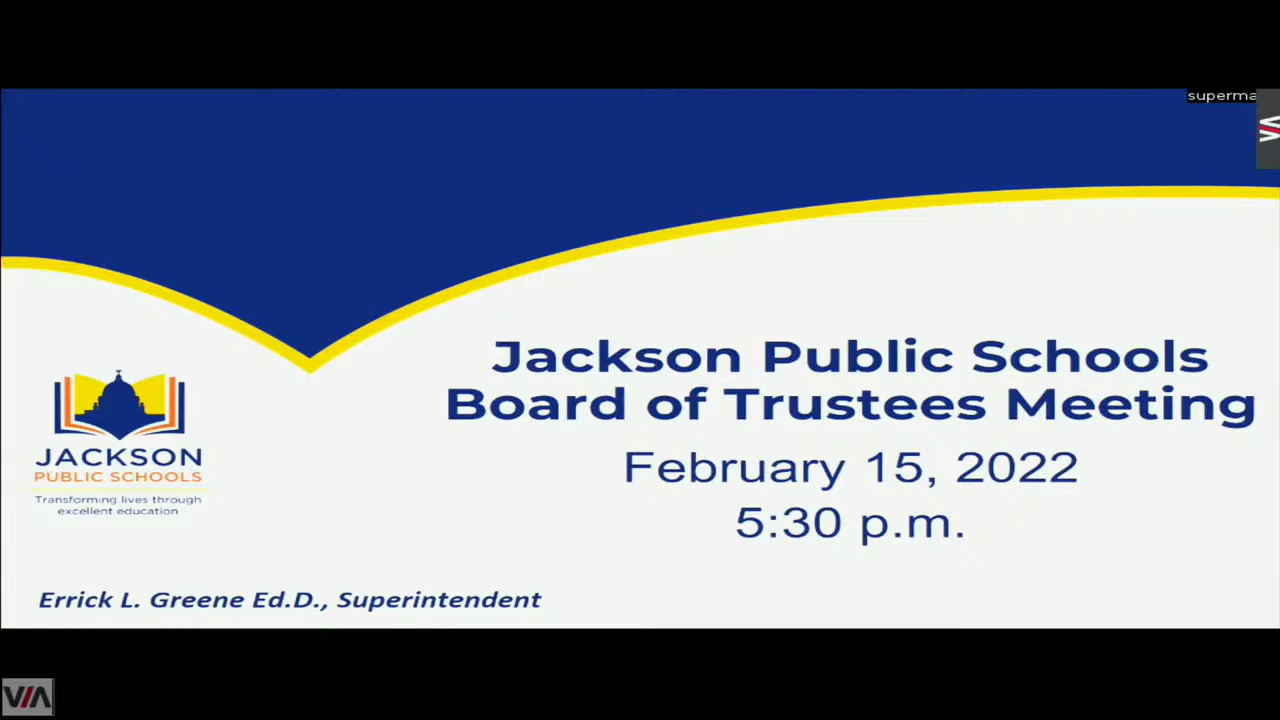 superma
Jackson Public Schools
Board of Trustees Meeting
February 15, 2022
5:30 p.m.
JACKSON
PUBLIC SCHOOLS
Transforming lives through
excellent education
Errick L. Greene Ed.D., Superintendent
VIA